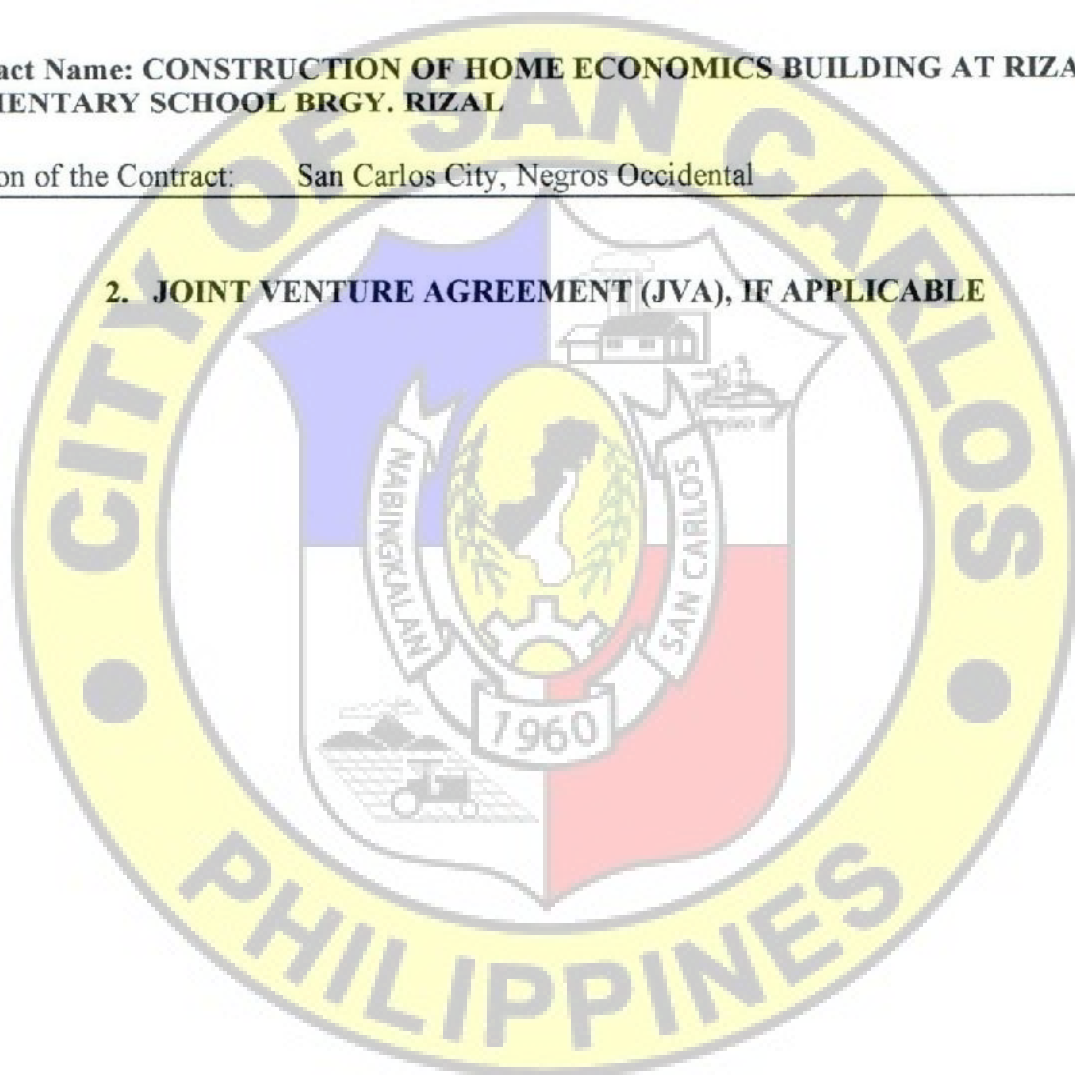 act Name: CONSTRUCTION OF HOME ECONOMICS BUILDING AT RIZA
MENTARY SCHOOL BRGY. RIZAL
on of the Contract: San Carlos City, Negros Occidental
2. JOINT VENTURE AGREEMENT (JVA), IF APPLICABLE
CITY OF SAN CARLOS
NABINGKALAN
SAN CARLOS
1960
PHILIPPINES